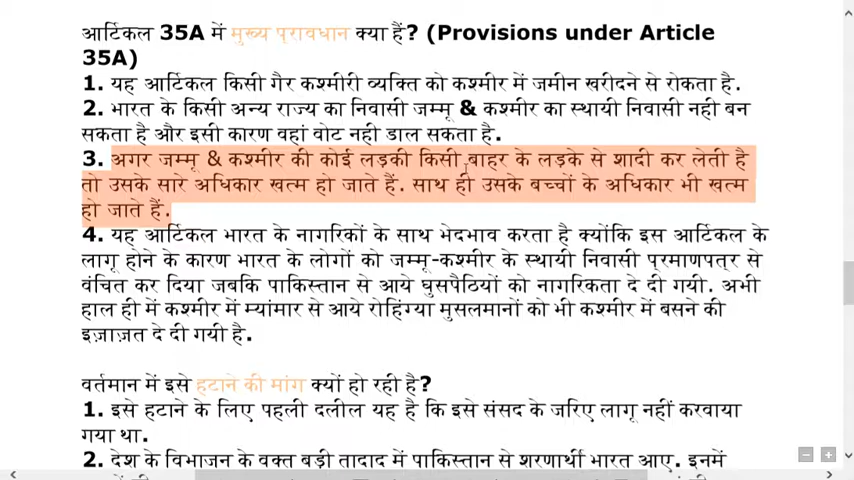 आर्टिकल 35A में मुख्य प्रावधान क्या हैं? (Provisions under Article
35A)
1. यह आर्टिकल किसी गैर कश्मीरी व्यक्ति को कश्मीर में जमीन खरीदने से रोकता है.
2. भारत के किसी अन्य राज्य का निवासी जम्मू & कश्मीर का स्थायी निवासी नही बन
सकता है और इसी कारण वहां वोट नही डाल सकता है.
3. अगर जम्मू & कश्मीर की कोई लड़की किसी बाहर के लड़के से शादी कर लेती है
तो उसके सारे अधिकार खत्म हो जाते हैं. साथ ही उसके बच्चों के अधिकार भी खत्म
हो जाते हैं.
4. यह आर्टिकल भारत के नागरिकों के साथ भेदभाव करता है क्योंकि इस आर्टिकल के
लागू होने के कारण भारत के लोगों को जम्मू-कश्मीर के स्थायी निवासी प्रमाणपत्र से
वंचित कर दिया जबकि पाकिस्तान से आये घुसपैठियों को नागरिकता दे दी गयी. अभी
हाल ही में कश्मीर में म्यांमार से आये रोहिंग्या मुसलमानों को भी कश्मीर में बसने की
इज़ाज़त दे दी गयी है.
वर्तमान में इसे हटाने की मांग क्यों हो रही है?
1. इसे हटाने के लिए पहली दलील यह है कि इसे संसद के जरिए लागू नहीं करवाया
गया था.
2. देश के विभाजन के वक्त बड़ी तादाद में पाकिस्तान से शरणार्थी भारत आए. इनमें